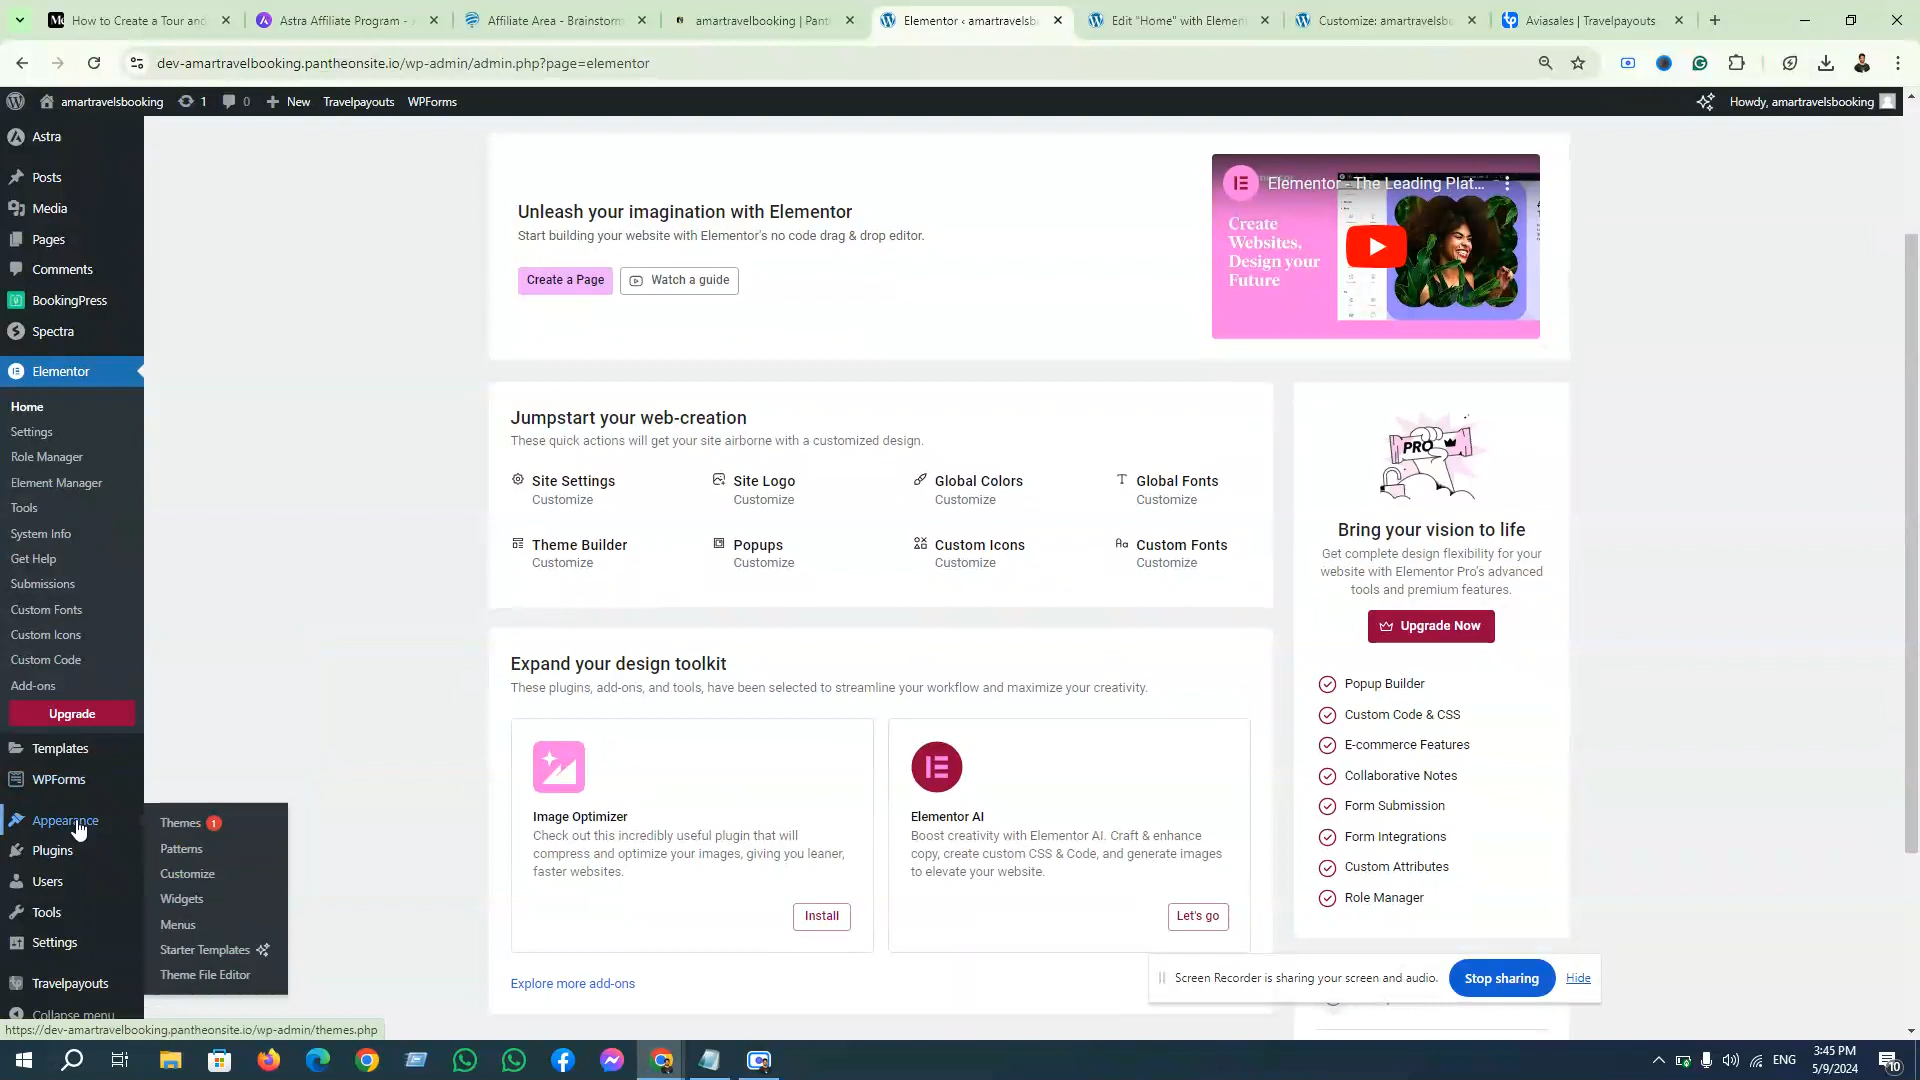 How to Create a Tour and
Astra Affiliate Program -
Affiliate Area - Brainstorm
amartravelbooking | Pant
Elementor ‹ amartravelsb
Edit "Home" with Element
Customize: amartravelsb
Aviasales | Travelpayouts
dev-amartravelbooking.pantheonsite.io/wp-admin/admin.php?page=elementor
amartravelsbooking 1 0 New Travelpayouts WPForms
Howdy, amartravelsbooking
Astra
Posts
Media
Pages
Comments
BookingPress
Spectra
Elementor
Home
Settings
Role Manager
Element Manager
Tools
System Info
Get Help
Submissions
Custom Fonts
Custom Icons
Custom Code
Add-ons
Upgrade
Templates
WPForms
Appearance
Plugins
Users
Tools
Settings
Travelpayouts
Collapse menu
Themes 1
Patterns
Customize
Widgets
Menus
Starter Templates
Theme File Editor
Unleash your imagination with Elementor
Start building your website with Elementor's no code drag & drop editor.
Create a Page
Watch a guide
Elementor - The Leading Plat...
Create
Websites,
Design your
Future
Jumpstart your web-creation
These quick actions will get your site airborne with a customized design.
Site Settings
Customize
Site Logo
Customize
Global Colors
Customize
Global Fonts
Customize
Theme Builder
Customize
Popups
Customize
Custom Icons
Customize
Custom Fonts
Customize
Expand your design toolkit
These plugins, add-ons, and tools, have been selected to streamline your workflow and maximize your creativity.
Image Optimizer
Check out this incredibly useful plugin that will
compress and optimize your images, giving you leaner,
faster websites.
Install
Elementor AI
Boost creativity with Elementor AI. Craft & enhance
copy, create custom CSS & Code, and generate images
to elevate your website.
Let's go
Explore more add-ons
PRO
Bring your vision to life
Get complete design flexibility for your
website with Elementor Pro's advanced
tools and premium features.
Upgrade Now
Popup Builder
Custom Code & CSS
E-commerce Features
Collaborative Notes
Form Submission
Form Integrations
Custom Attributes
Role Manager
Screen Recorder is sharing your screen and audio.
Stop sharing
Hide
https://dev-amartravelbooking.pantheonsite.io/wp-admin/themes.php
ENG
3:45 PM
5/9/2024
10